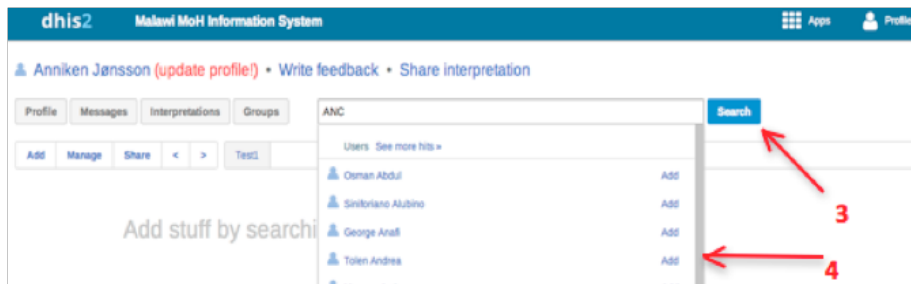 dhis2 Malawi MoH Information System Apps Profile
Anniken Jønsson (update profile!) • Write feedback • Share interpretation
Profile Messages Interpretations Groups ANC Search
Users See more hits »
Add Manage Share < > Test1
Osman Abdul Add
Siniforiano Alubino Add
3
Add stuff by searchi
George Anafi Add
Tolen Andrea Add
4